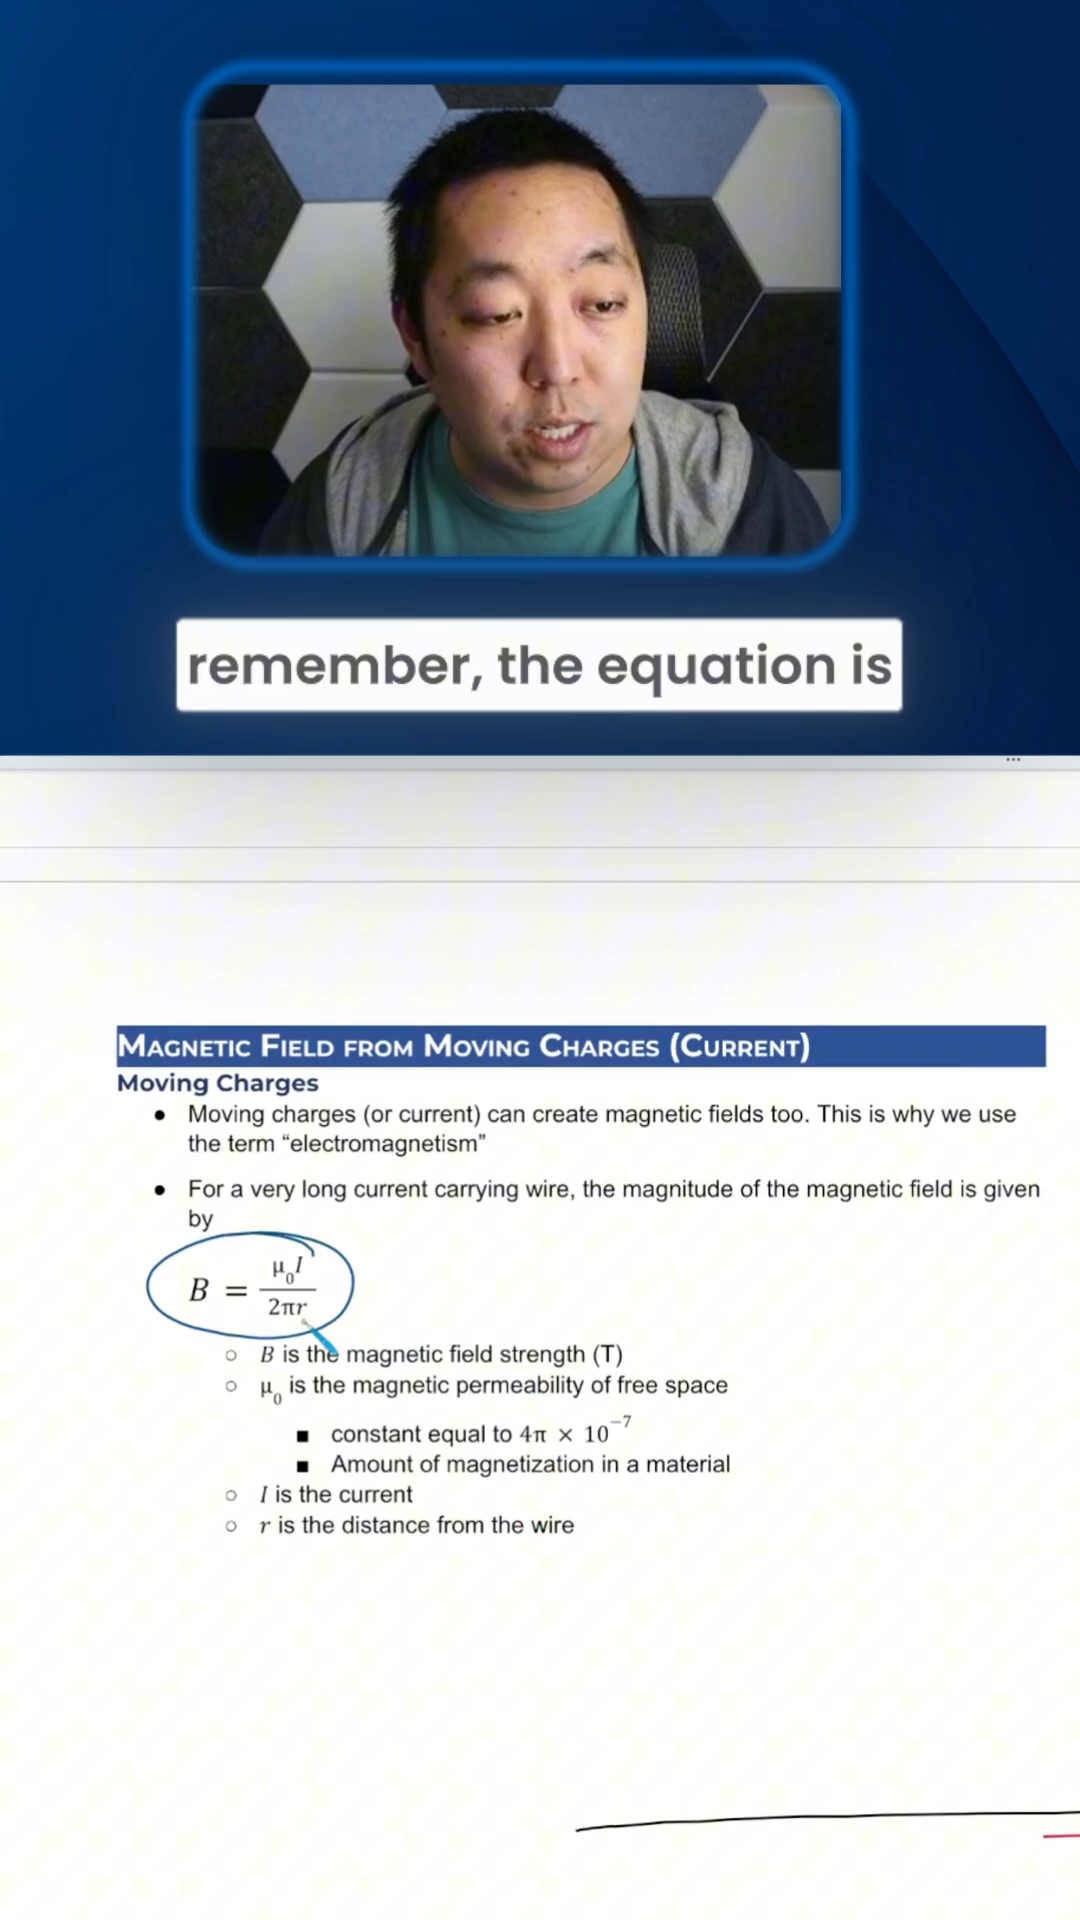 remember, the equation is
...
MAGNETIC FIELD FROM MOVING CHARGES (CURRENT)
Moving Charges
● Moving charges (or current) can create magnetic fields too. This is why we use
the term “electromagnetism”
● For a very long current carrying wire, the magnitude of the magnetic field is given
by
B = μ₀I / 2πr
○ B is the magnetic field strength (T)
○ μ₀ is the magnetic permeability of free space
■ constant equal to 4π × 10⁻⁷
■ Amount of magnetization in a material
○ I is the current
○ r is the distance from the wire